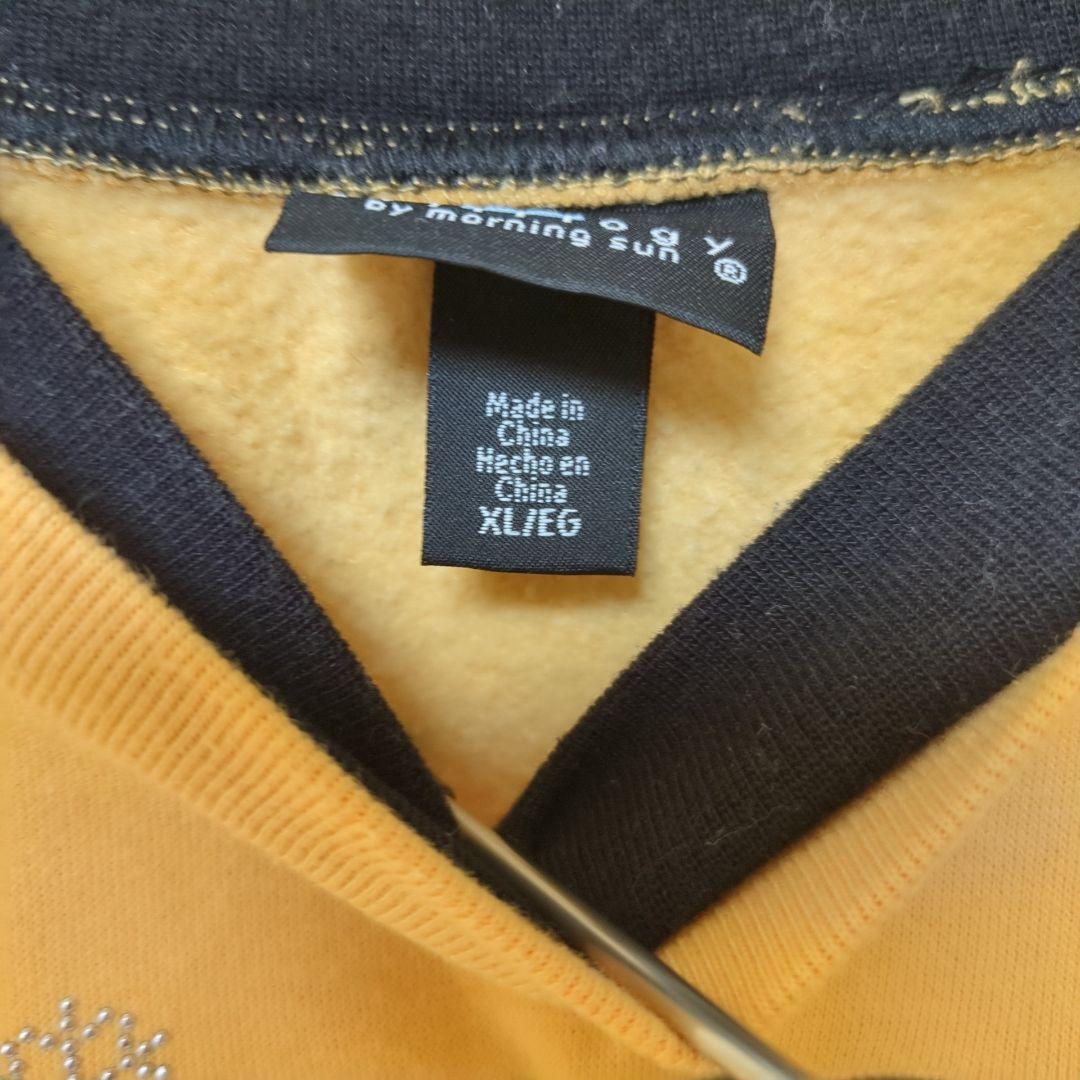 by morning sun ®
Made in
China
Hecho en
China
XL/EG